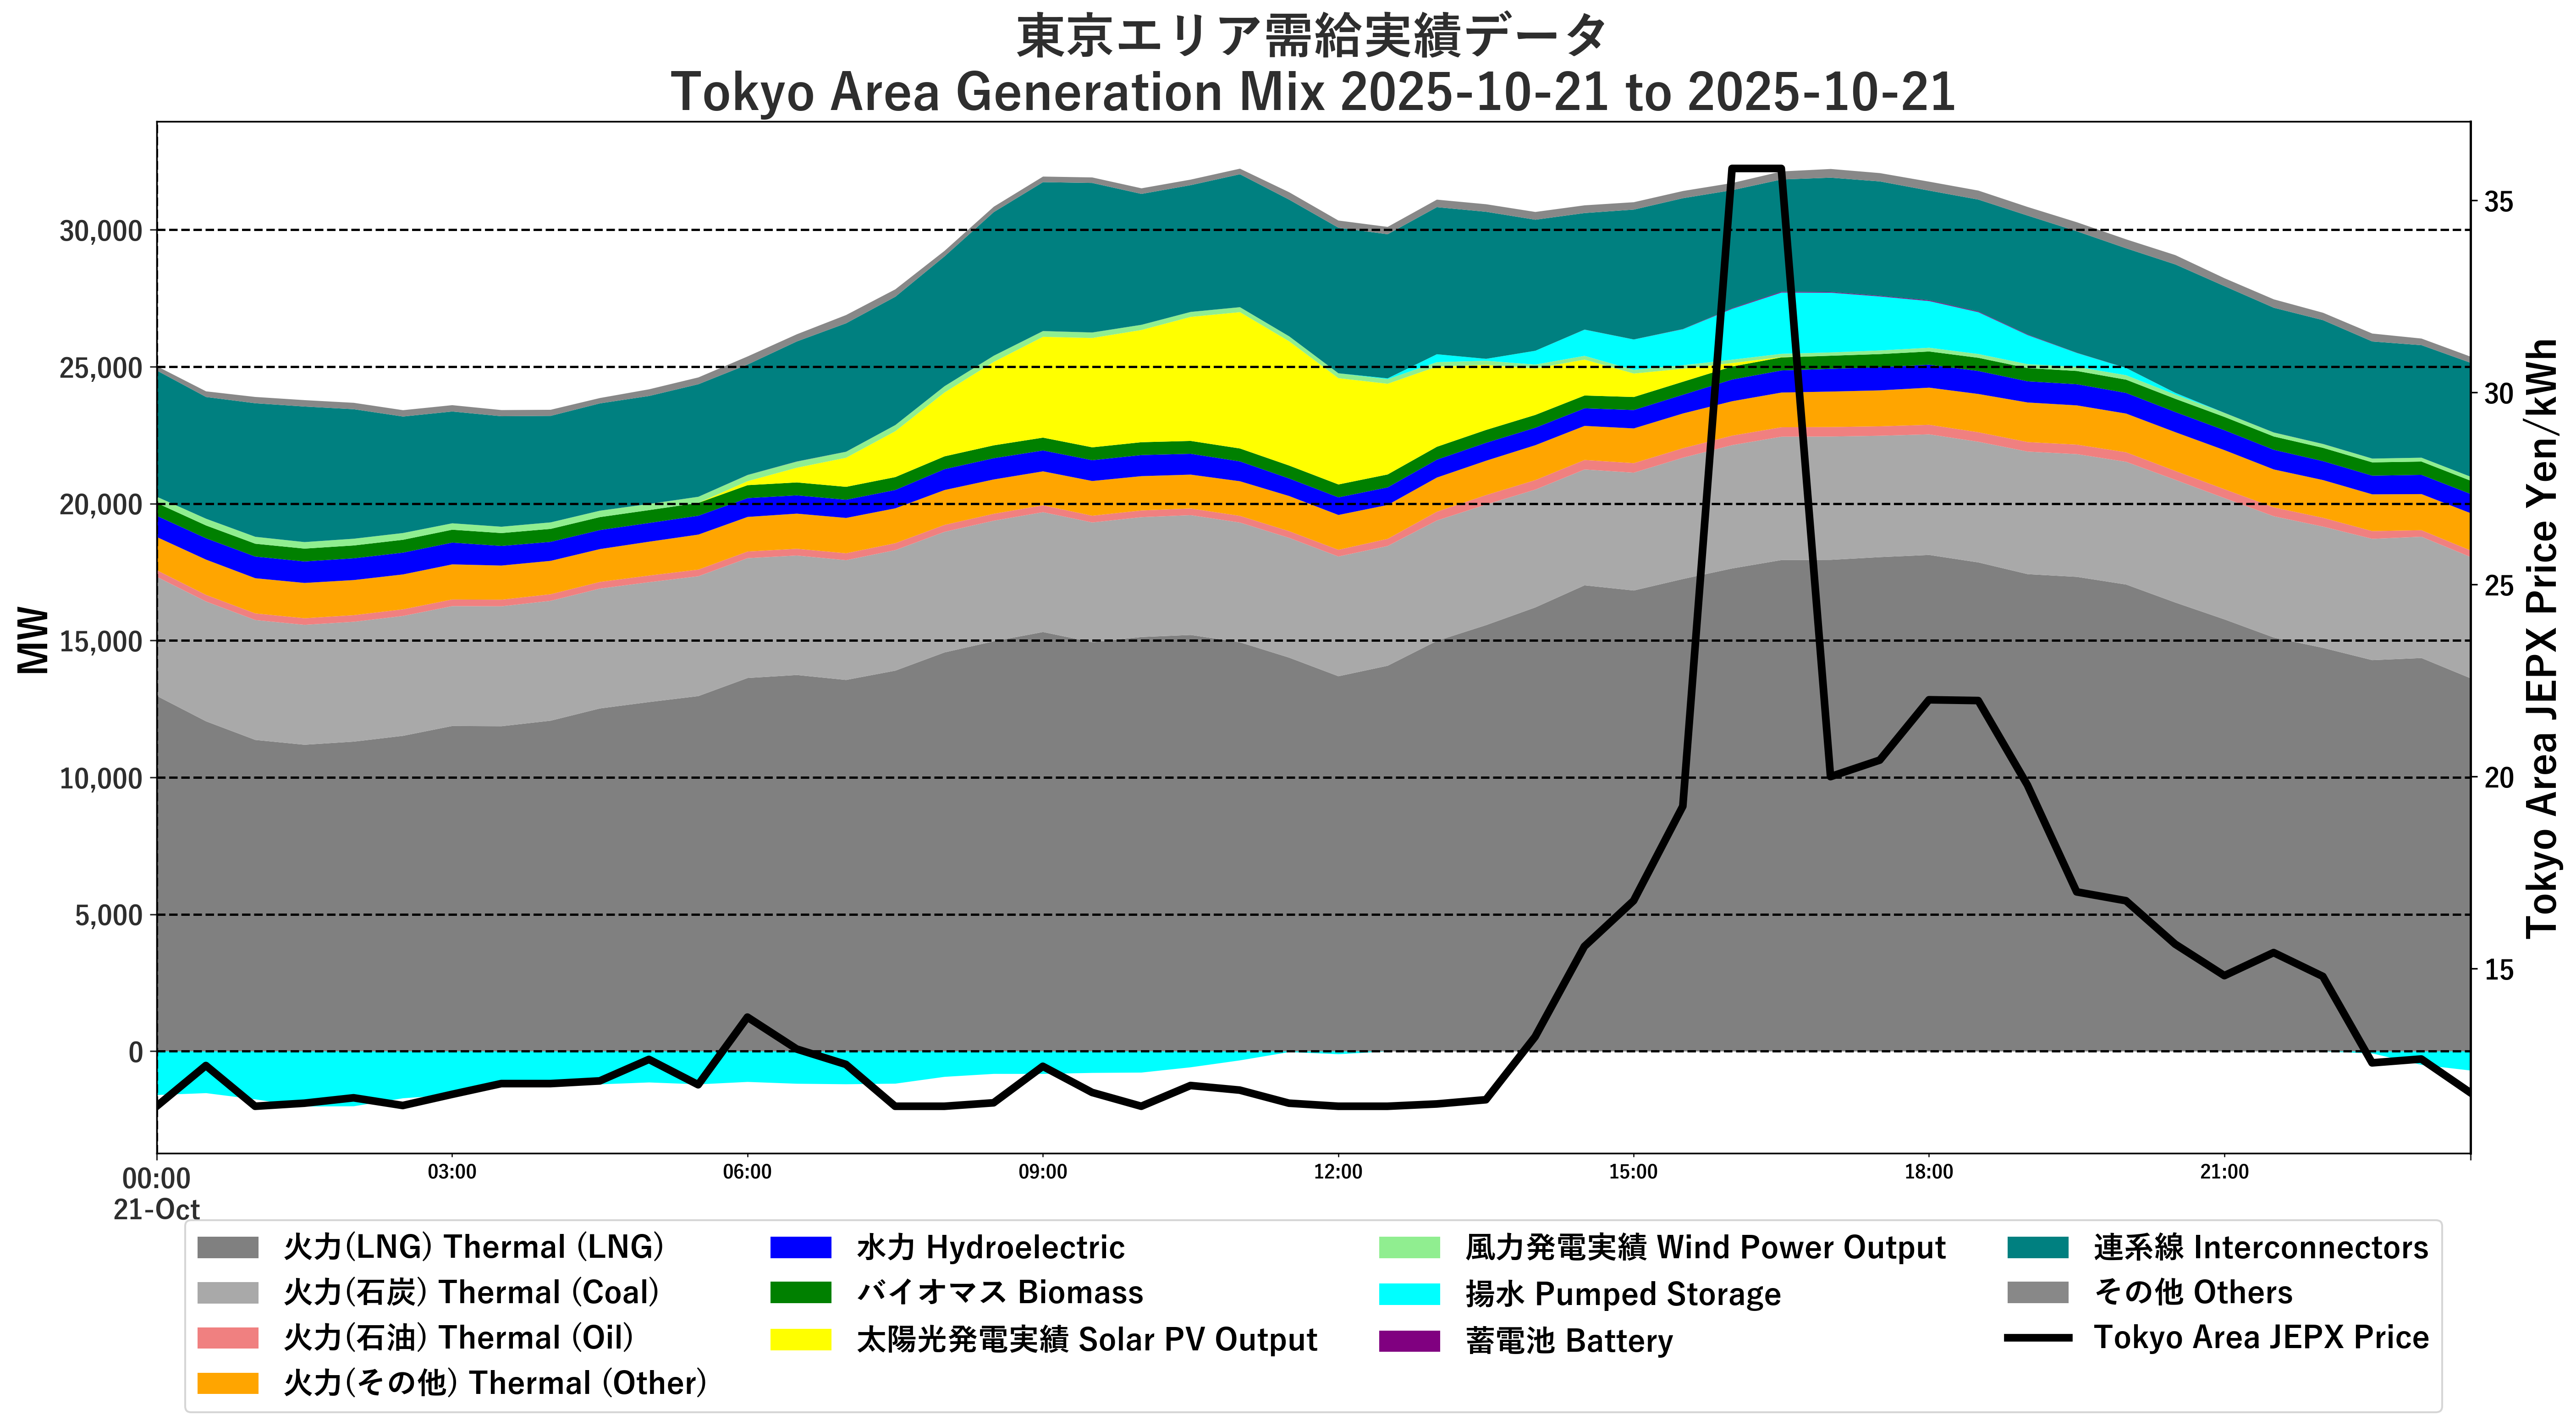 東京エリア需給実績データ
Tokyo Area Generation Mix 2025-10-21 to 2025-10-21
MW
30,000
25,000
20,000
15,000
10,000
5,000
0
35
30
25
20
15
Tokyo Area JEPX Price Yen/kWh
00:00
21-Oct
03:00
06:00
09:00
12:00
15:00
18:00
21:00
火力(LNG) Thermal (LNG)
火力(石炭) Thermal (Coal)
火力(石油) Thermal (Oil)
火力(その他) Thermal (Other)
水力 Hydroelectric
バイオマス Biomass
太陽光発電実績 Solar PV Output
風力発電実績 Wind Power Output
揚水 Pumped Storage
蓄電池 Battery
連系線 Interconnectors
その他 Others
Tokyo Area JEPX Price